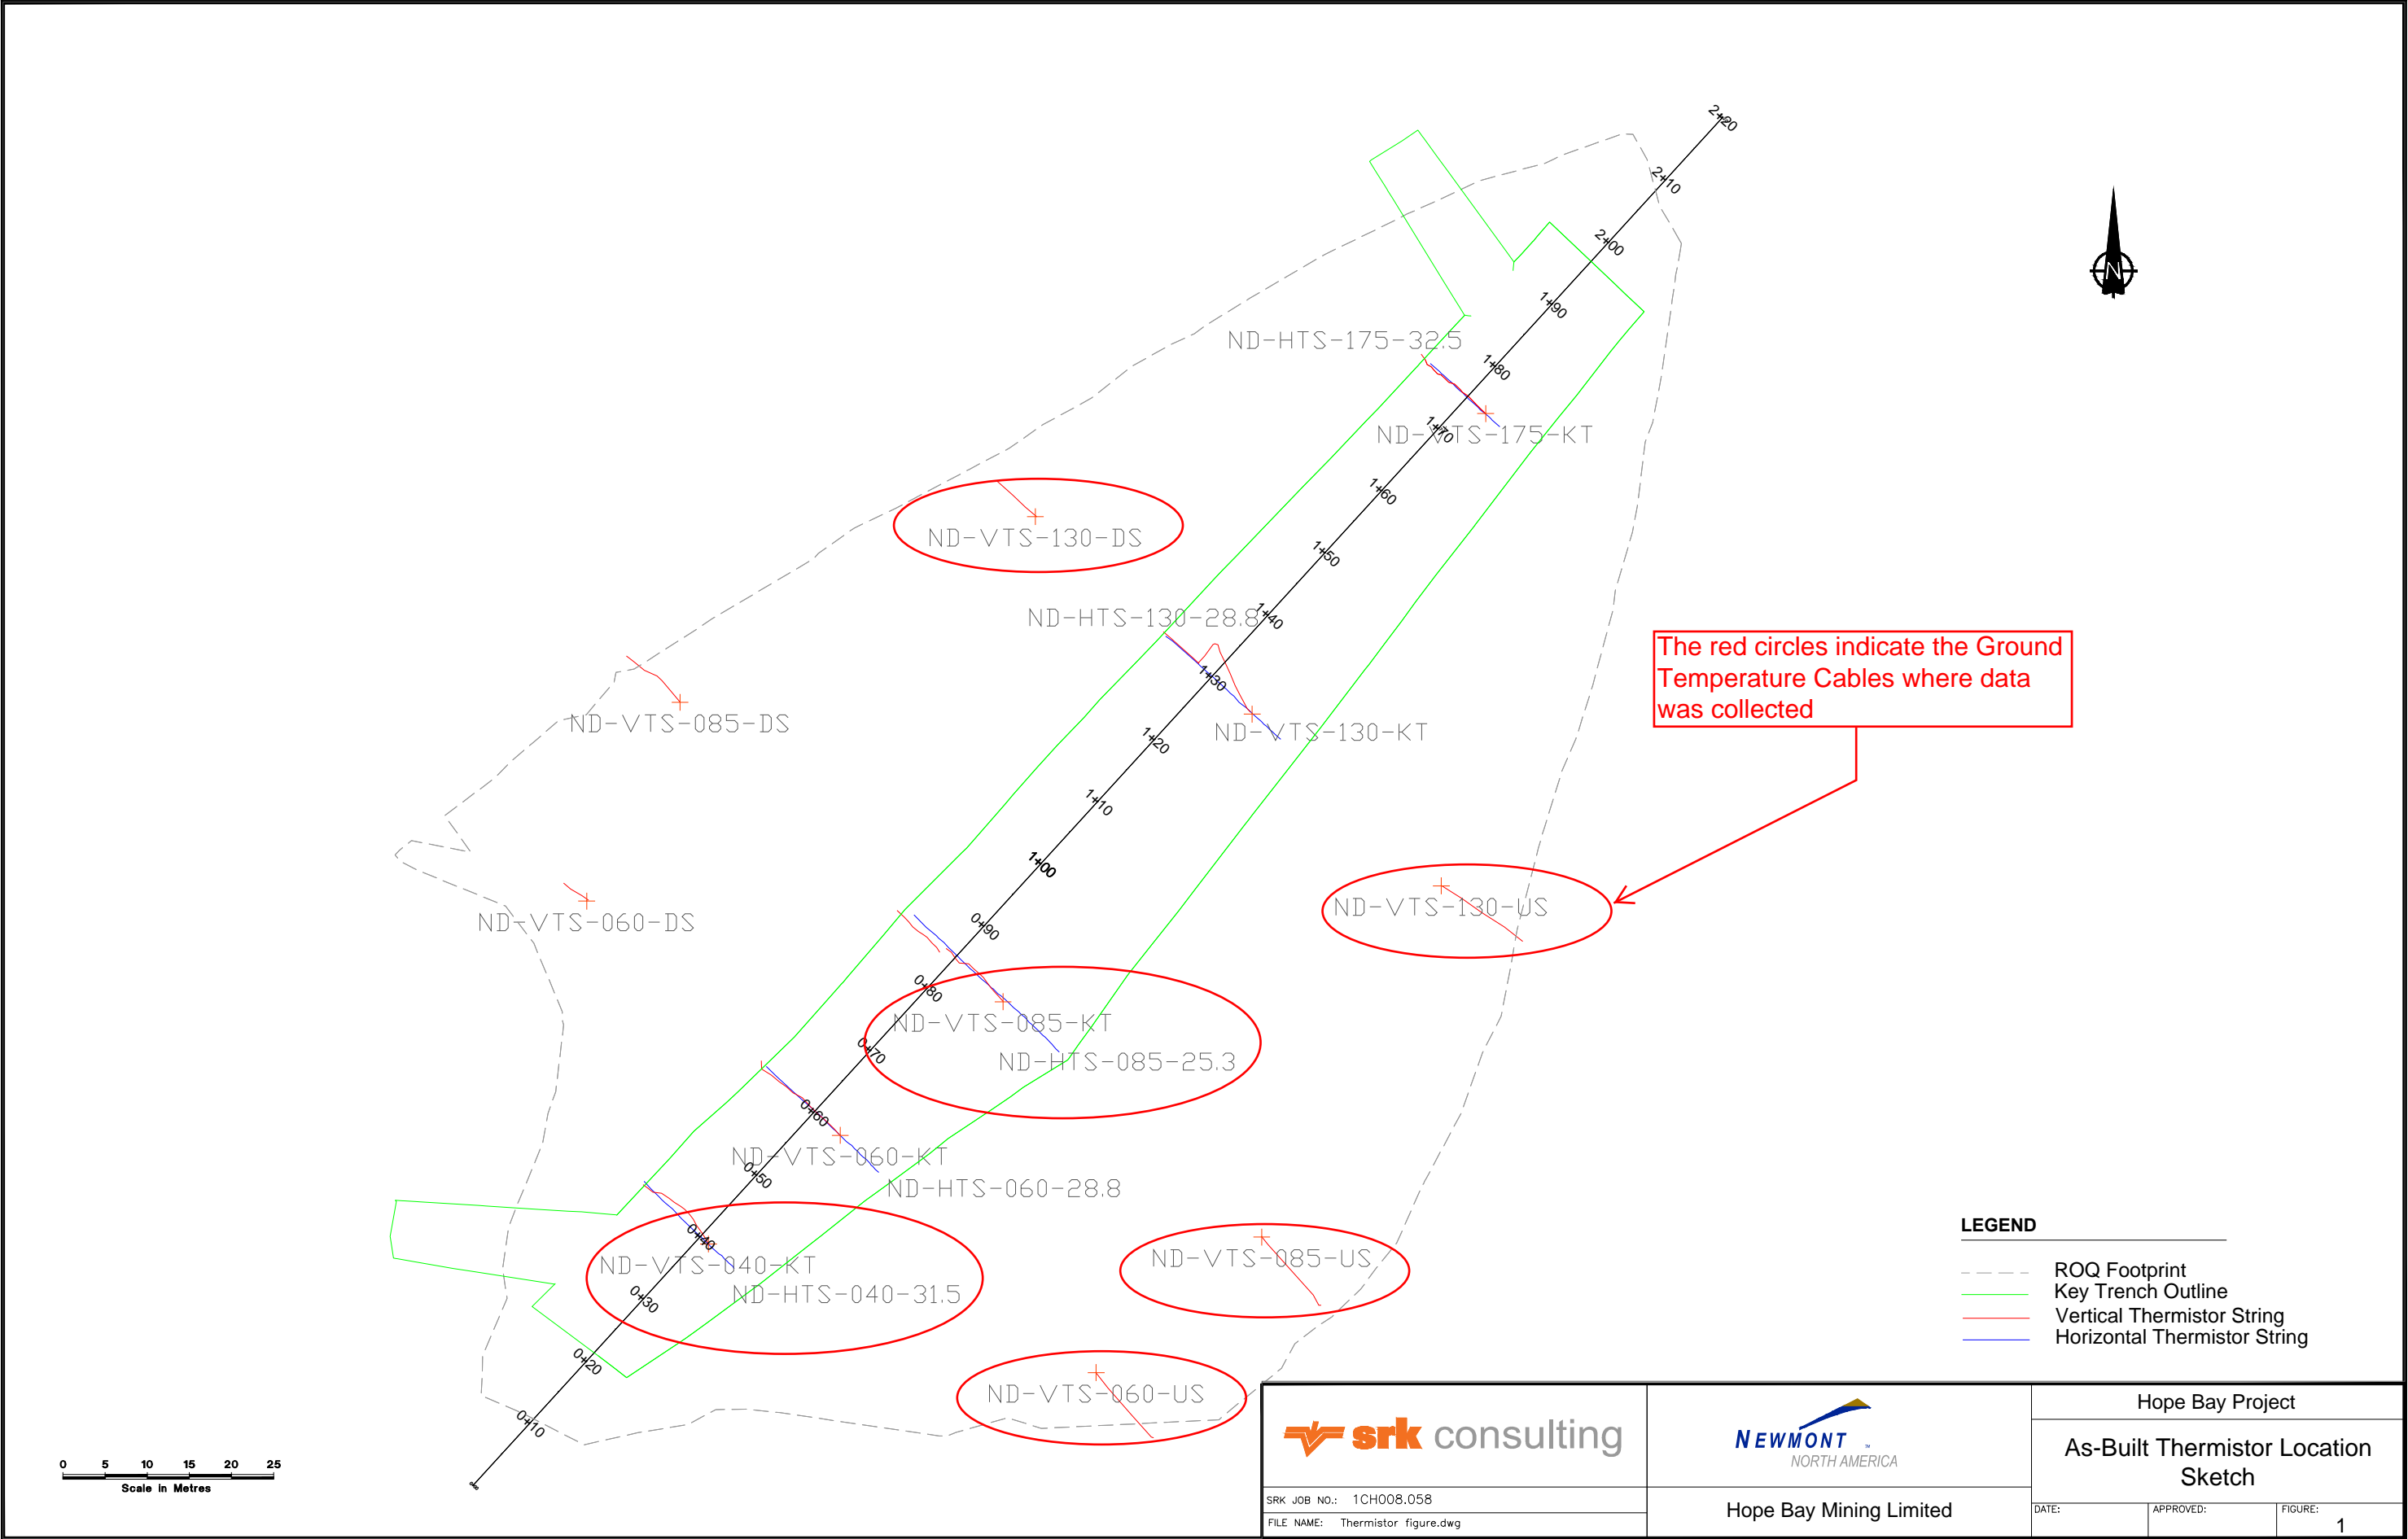 2+20
2+10
2+00
1+90
ND-HTS-175-32.5
1+80
1+70
ND-VTS-175-KT
1+60
ND-VTS-130-DS
1+50
ND-HTS-130-28.8
1+40
The red circles indicate the Ground
Temperature Cables where data
was collected
1+30
ND-VTS-085-DS
ND-VTS-130-KT
1+20
1+10
1+00
ND-VTS-130-US
ND-VTS-060-DS
0+90
0+80
ND-VTS-085-KT
0+70
ND-HTS-085-25.3
0+60
ND-VTS-060-KT
0+50
ND-HTS-060-28.8
0+40
ND-VTS-040-KT
ND-HTS-040-31.5
0+30
ND-VTS-085-US
0+20
ND-VTS-060-US
0+10
N
LEGEND
ROQ Footprint
Key Trench Outline
Vertical Thermistor String
Horizontal Thermistor String
0 5 10 15 20 25
Scale in Metres
srk consulting
SRK JOB NO.: 1CH008.058
FILE NAME: Thermistor figure.dwg
NEWMONT
NORTH AMERICA
Hope Bay Mining Limited
Hope Bay Project
As-Built Thermistor Location
Sketch
DATE: APPROVED: FIGURE:
1